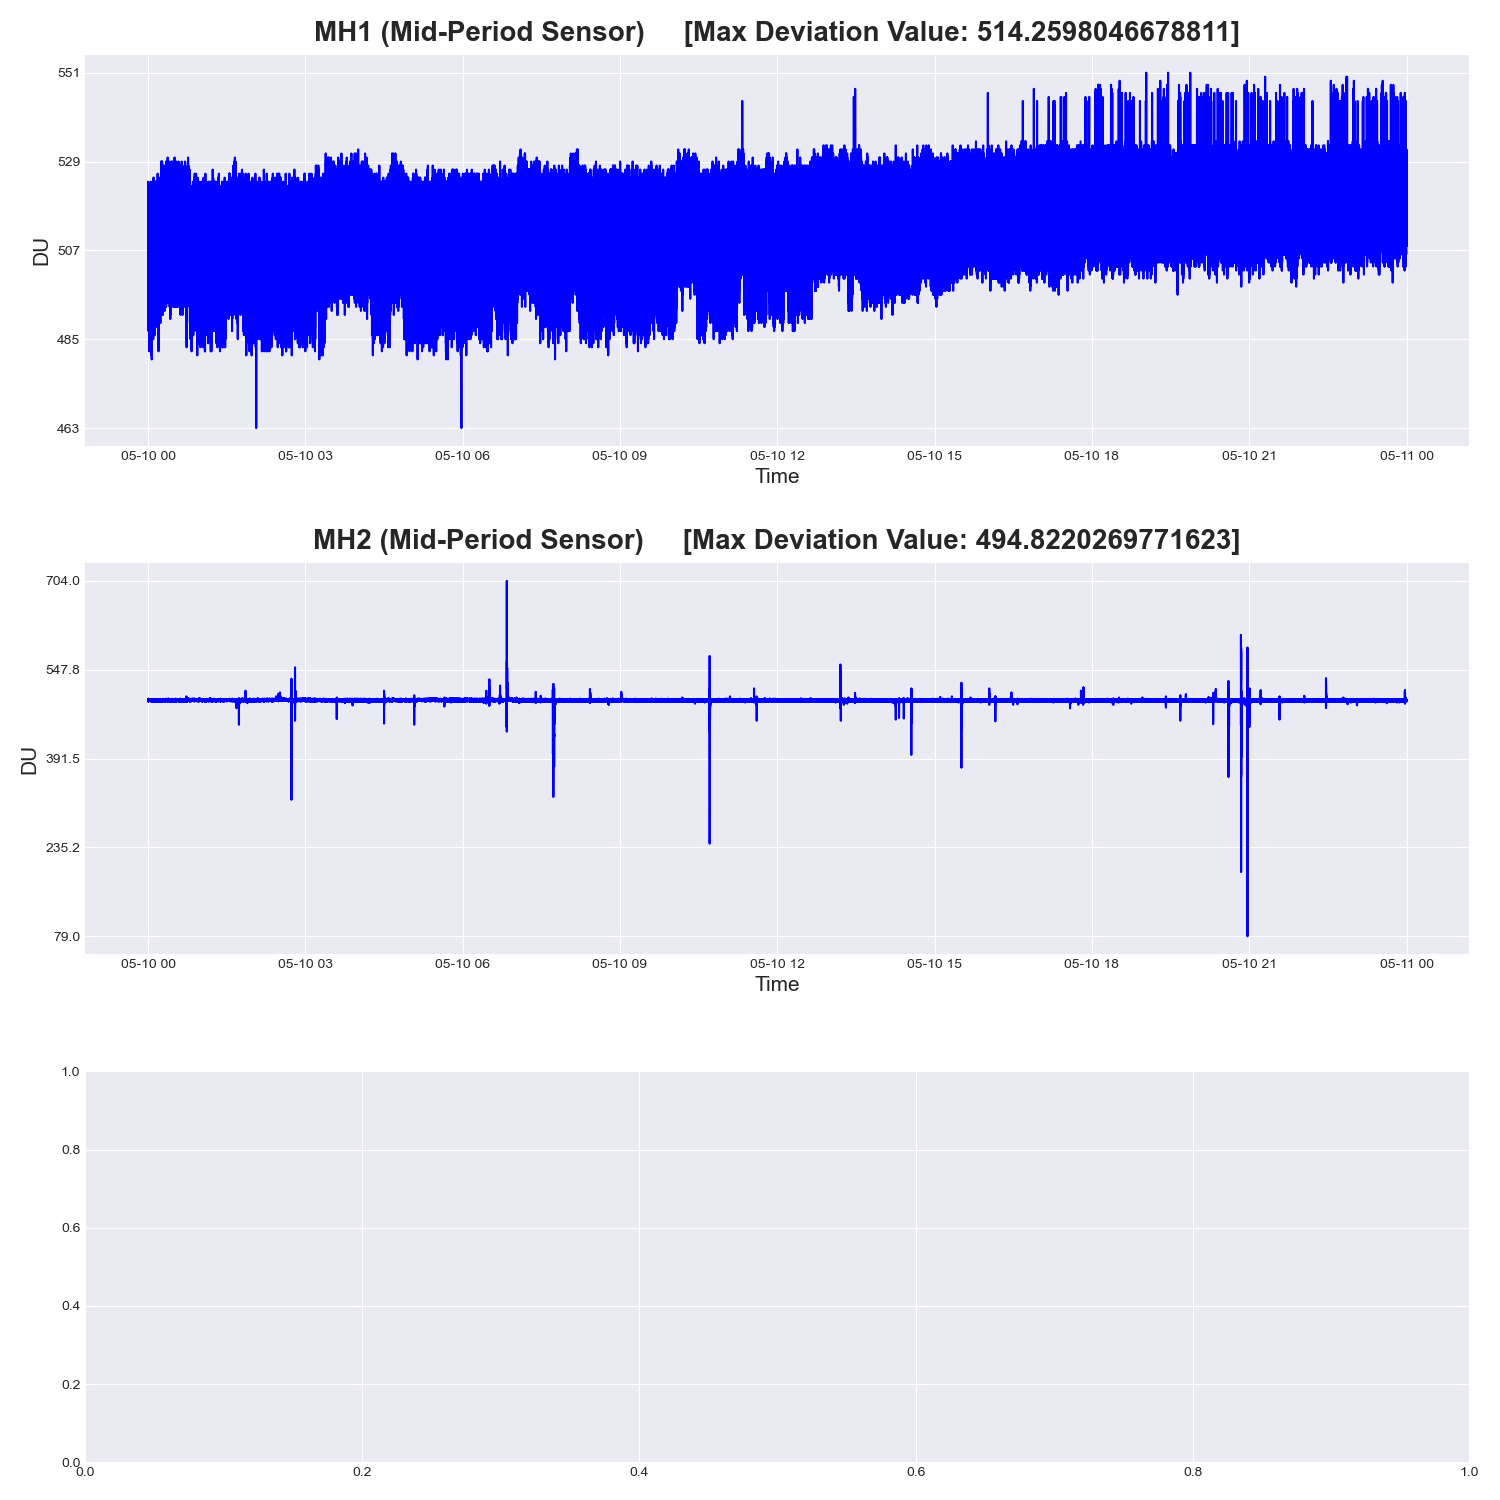 MH1 (Mid-Period Sensor) [Max Deviation Value: 514.2598046678811]
551
529
507
485
463
DU
05-10 00 05-10 03 05-10 06 05-10 09 05-10 12 05-10 15 05-10 18 05-10 21 05-11 00
Time
MH2 (Mid-Period Sensor) [Max Deviation Value: 494.8220269771623]
704.0
547.8
391.5
235.2
79.0
DU
05-10 00 05-10 03 05-10 06 05-10 09 05-10 12 05-10 15 05-10 18 05-10 21 05-11 00
Time
1.0
0.8
0.6
0.4
0.2
0.0
0.0 0.2 0.4 0.6 0.8 1.0